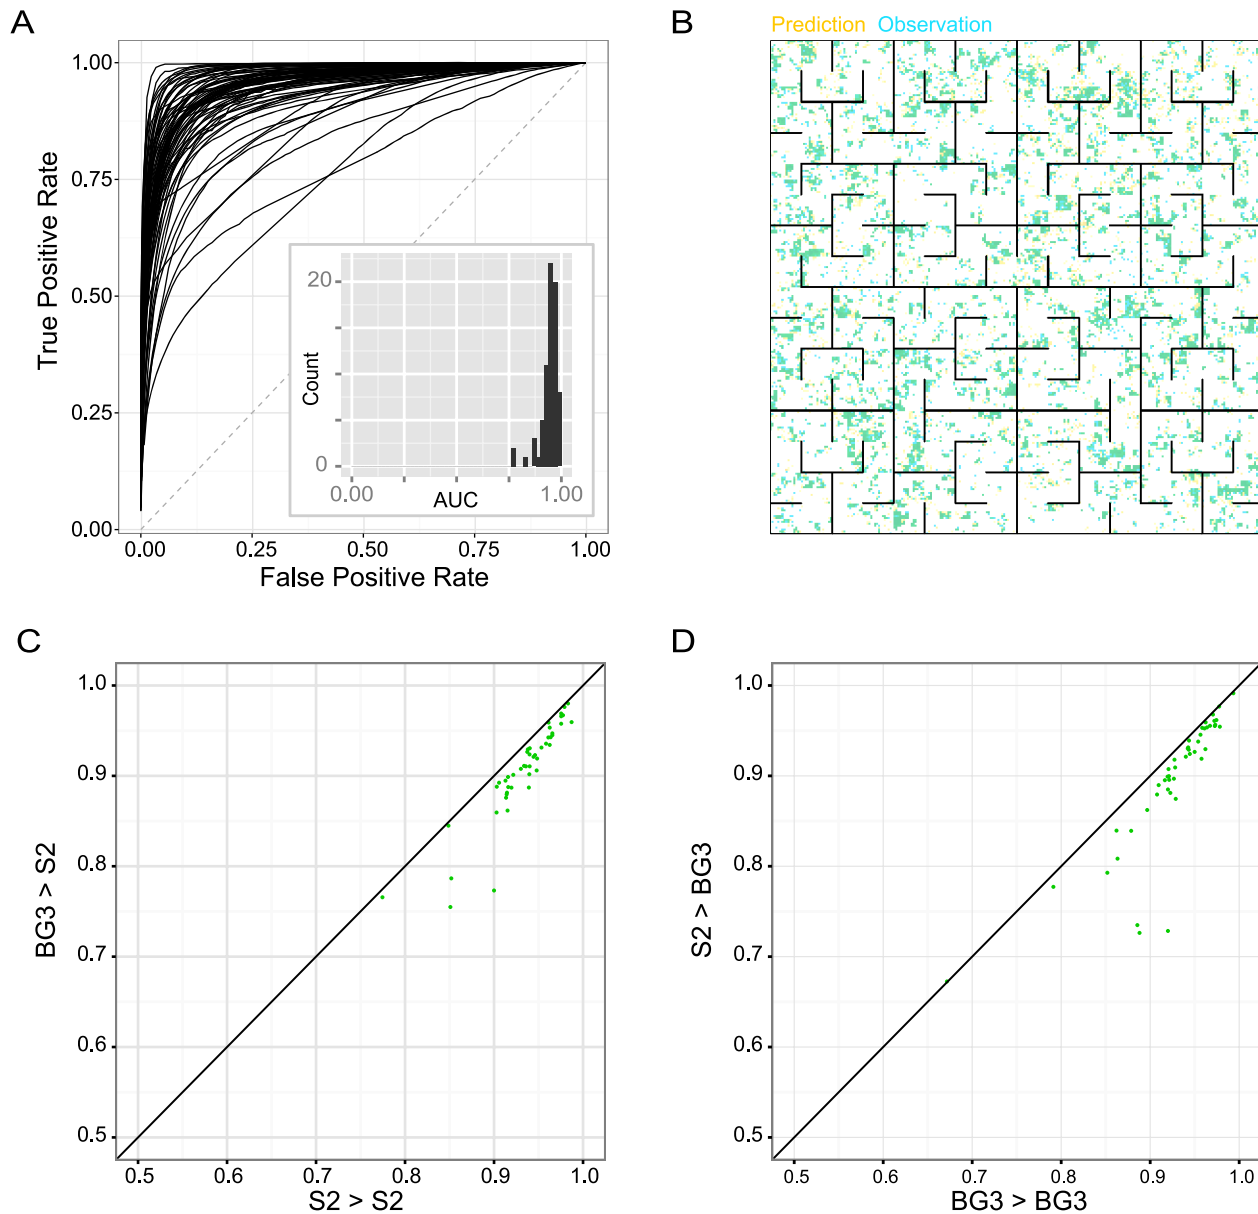 A
1.00
0.75
0.50
0.25
0.00
True Positive Rate
0.00 0.25 0.50 0.75 1.00
False Positive Rate
20
0
Count
0.00 1.00
AUC
B
Prediction Observation
C
1.0
0.9
0.8
0.7
0.6
0.5
BG3 > S2
0.5 0.6 0.7 0.8 0.9 1.0
S2 > S2
D
1.0
0.9
0.8
0.7
0.6
0.5
S2 > BG3
0.5 0.6 0.7 0.8 0.9 1.0
BG3 > BG3